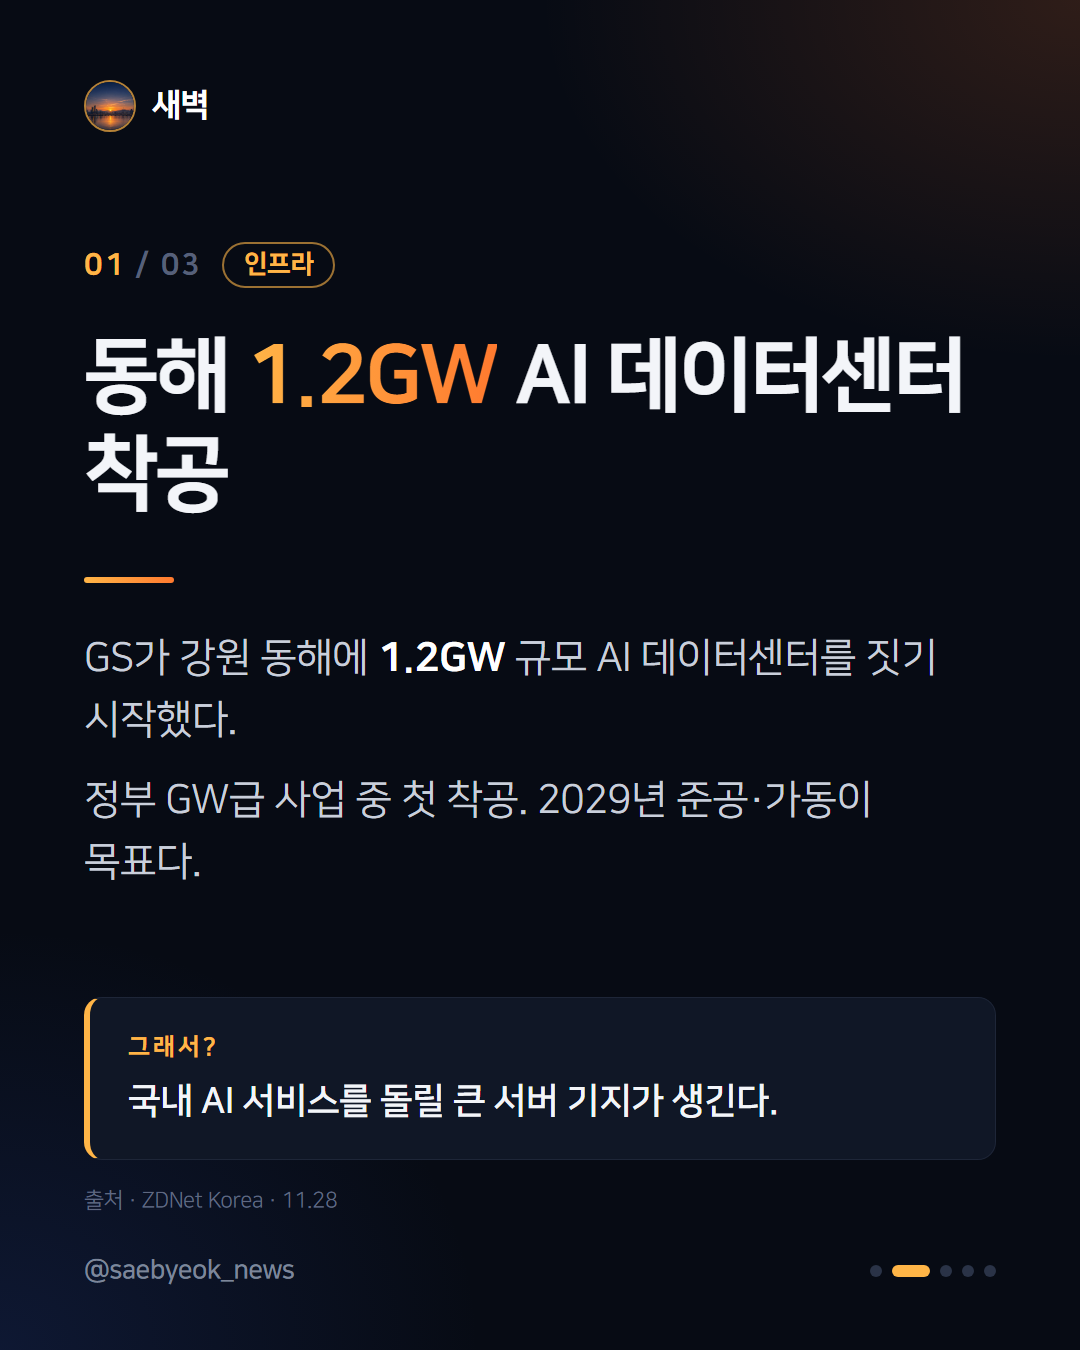 새벽
01 / 03 인프라
동해 1.2GW AI 데이터센터
착공
GS가 강원 동해에 1.2GW 규모 AI 데이터센터를 짓기
시작했다.
정부 GW급 사업 중 첫 착공. 2029년 준공·가동이
목표다.
그래서?
국내 AI 서비스를 돌릴 큰 서버 기지가 생긴다.
출처 · ZDNet Korea · 11.28
@saebyeok_news